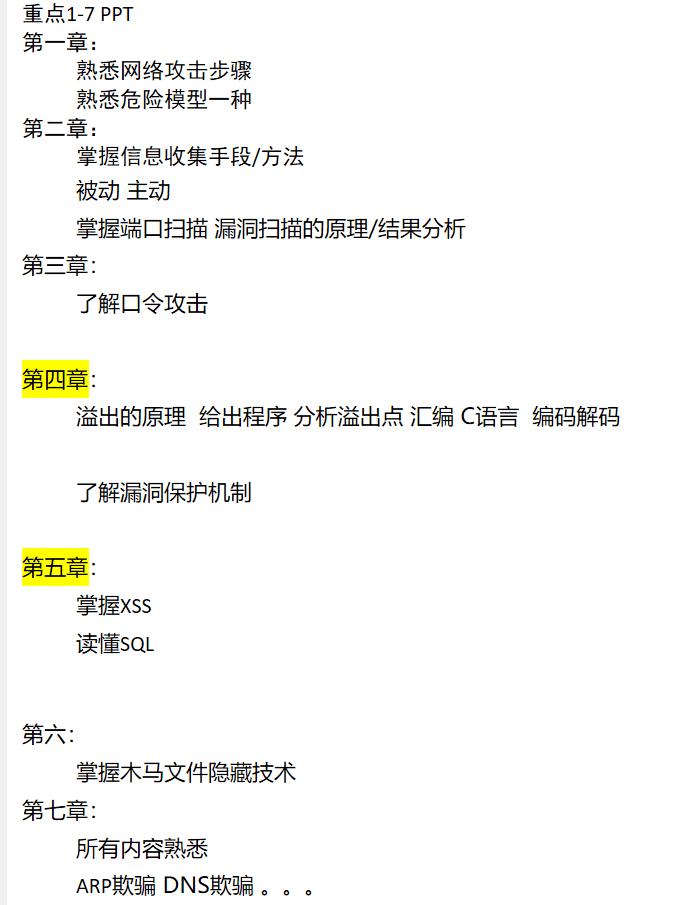 重点1-7 PPT
第一章：
熟悉网络攻击步骤
熟悉危险模型一种
第二章：
掌握信息收集手段/方法
被动 主动
掌握端口扫描 漏洞扫描的原理/结果分析
第三章：
了解口令攻击
第四章：
溢出的原理  给出程序 分析溢出点 汇编 C语言  编码解码
了解漏洞保护机制
第五章：
掌握XSS
读懂SQL
第六：
掌握木马文件隐藏技术
第七章：
所有内容熟悉
ARP欺骗 DNS欺骗 。。。